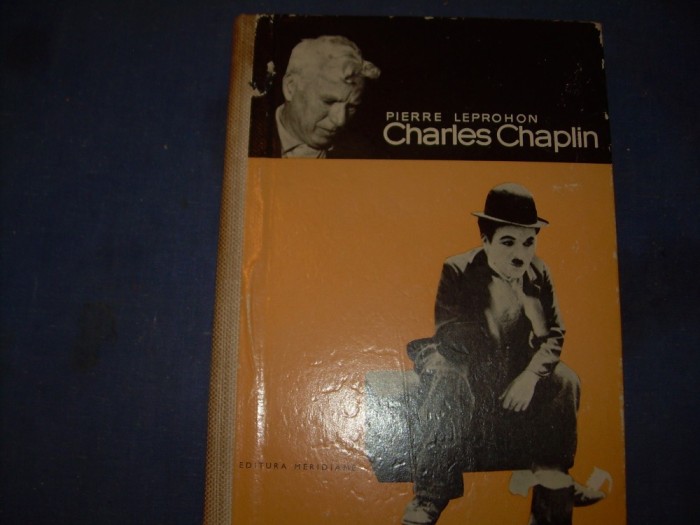 PIERRE LEPROHON
Charles Chaplin
EDITURA MERIDIANE